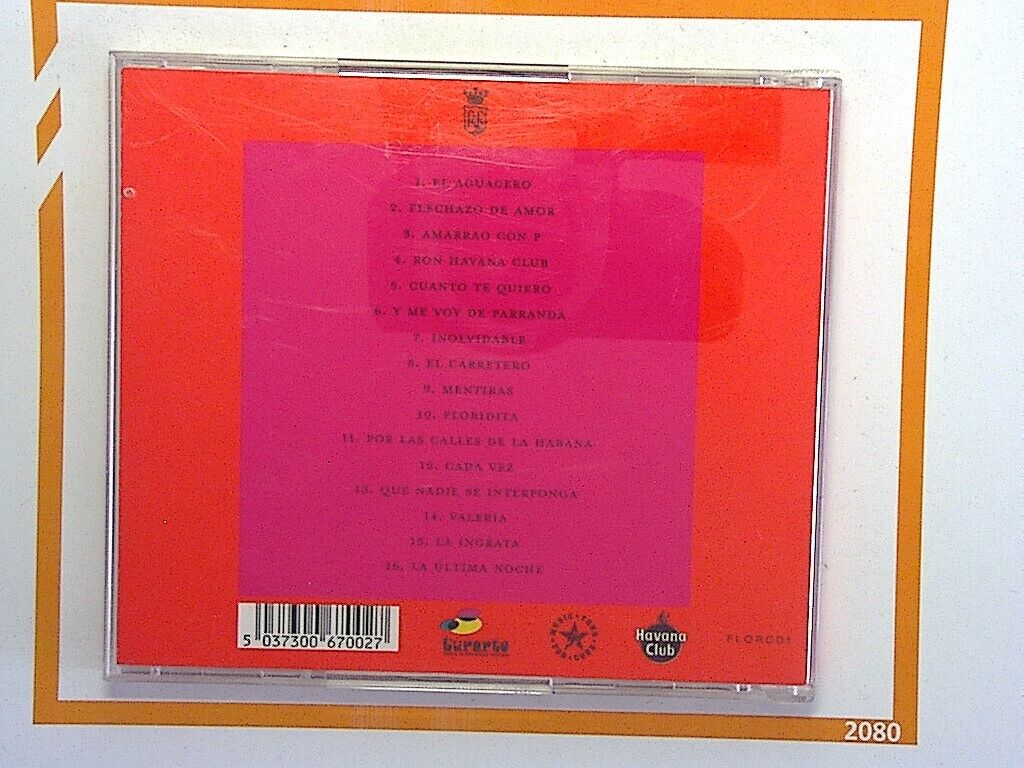 1. EL AGUACERO
2. FLECHAZO DE AMOR
3. AMARRAO CON P
4. RON HAVANA CLUB
5. CUANTO TE QUIERO
6. Y ME VOY DE PARRANDA
7. INOLVIDABLE
8. EL CARRETERO
9. MENTIRAS
10. FLORIDITA
11. POR LAS CALLES DE LA HABANA
12. CADA VEZ
13. QUE NADIE SE INTERPONGA
14. VALERIA
15. LA INGRATA
16. LA ULTIMA NOCHE
5 037300 670027
turarte
Havana
Club
FLORC01
2080